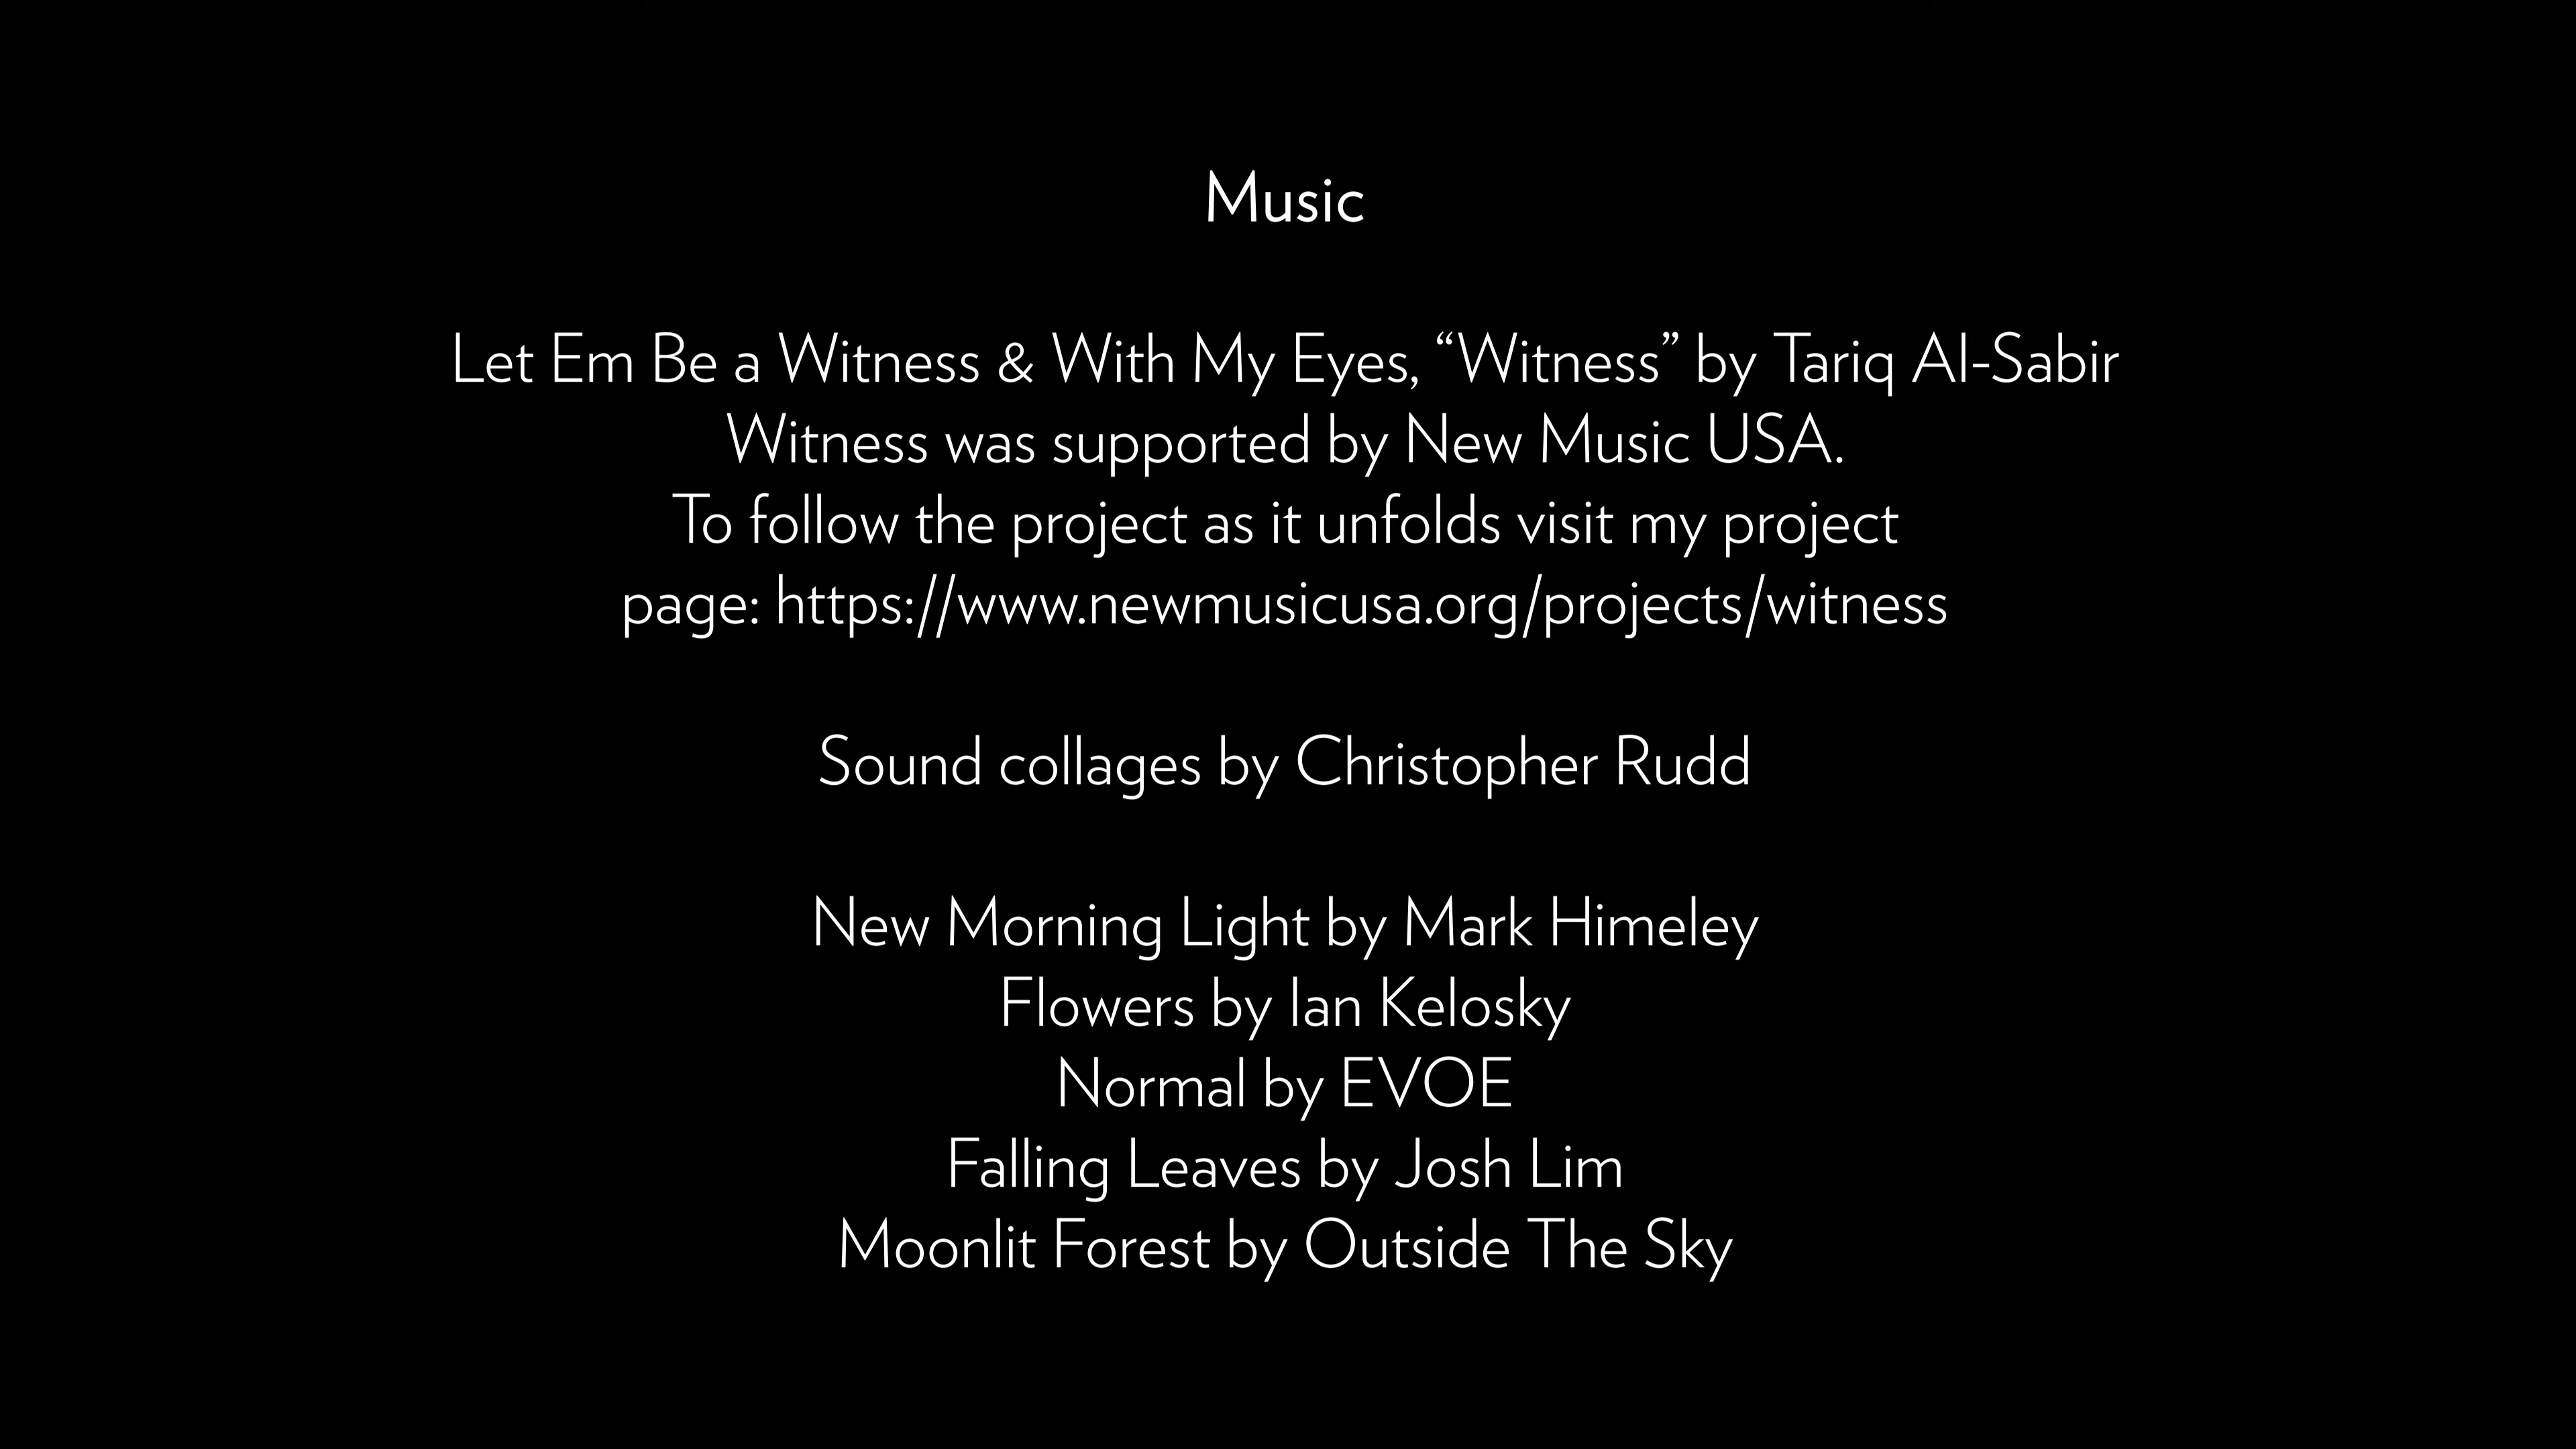 Music
Let Em Be a Witness & With My Eyes, “Witness” by Tariq Al-Sabir
Witness was supported by New Music USA.
To follow the project as it unfolds visit my project
page: https://www.newmusicusa.org/projects/witness
Sound collages by Christopher Rudd
New Morning Light by Mark Himeley
Flowers by Ian Kelosky
Normal by EVOE
Falling Leaves by Josh Lim
Moonlit Forest by Outside The Sky